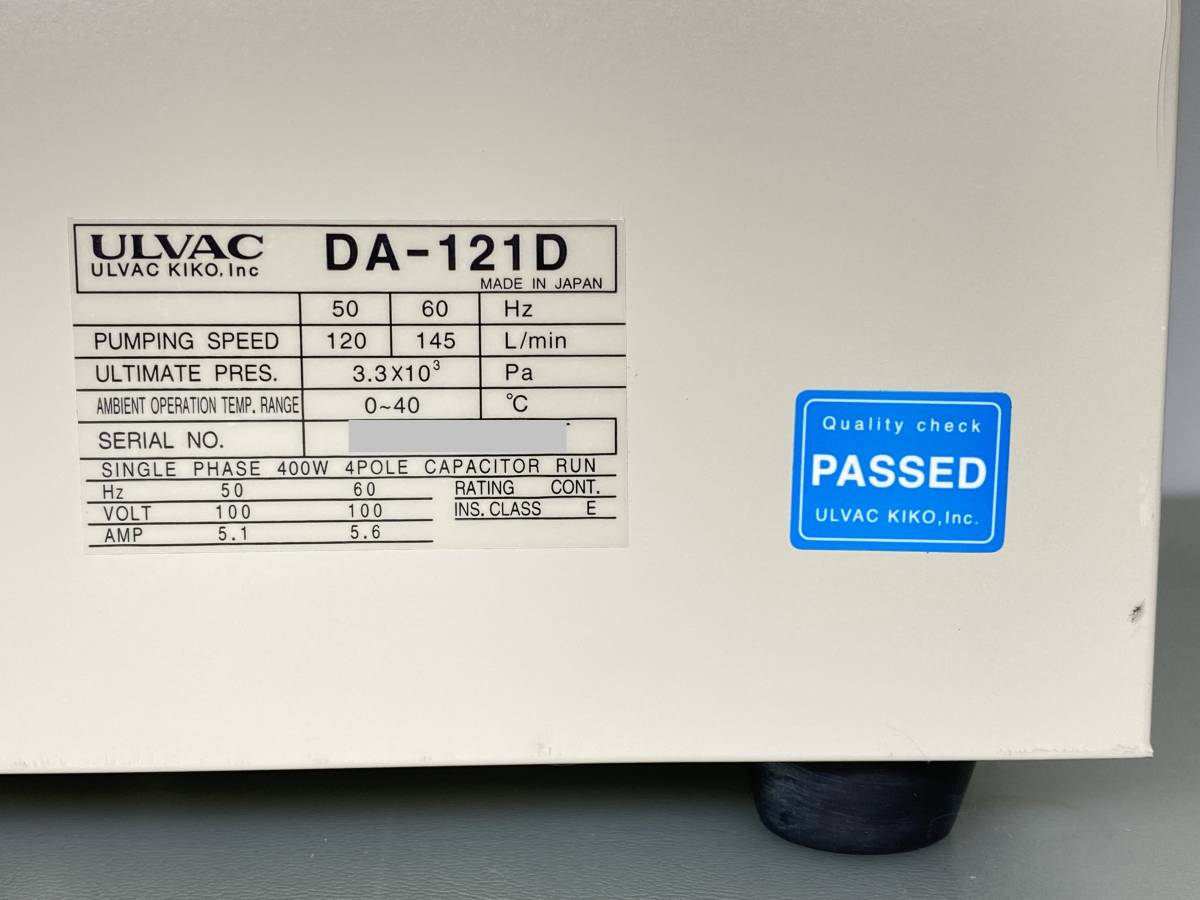 ULVAC DA-121D
ULVAC KIKO.Inc
MADE IN JAPAN
50 60 Hz
PUMPING SPEED 120 145 L/min
ULTIMATE PRES. 3.3X10³ Pa
AMBIENT OPERATION TEMP. RANGE 0~40 ℃
SERIAL NO.
SINGLE PHASE 400W 4POLE CAPACITOR RUN
Hz 50 60 RATING CONT.
VOLT 100 100 INS. CLASS E
AMP 5.1 5.6
Quality check
PASSED
ULVAC KIKO,Inc.